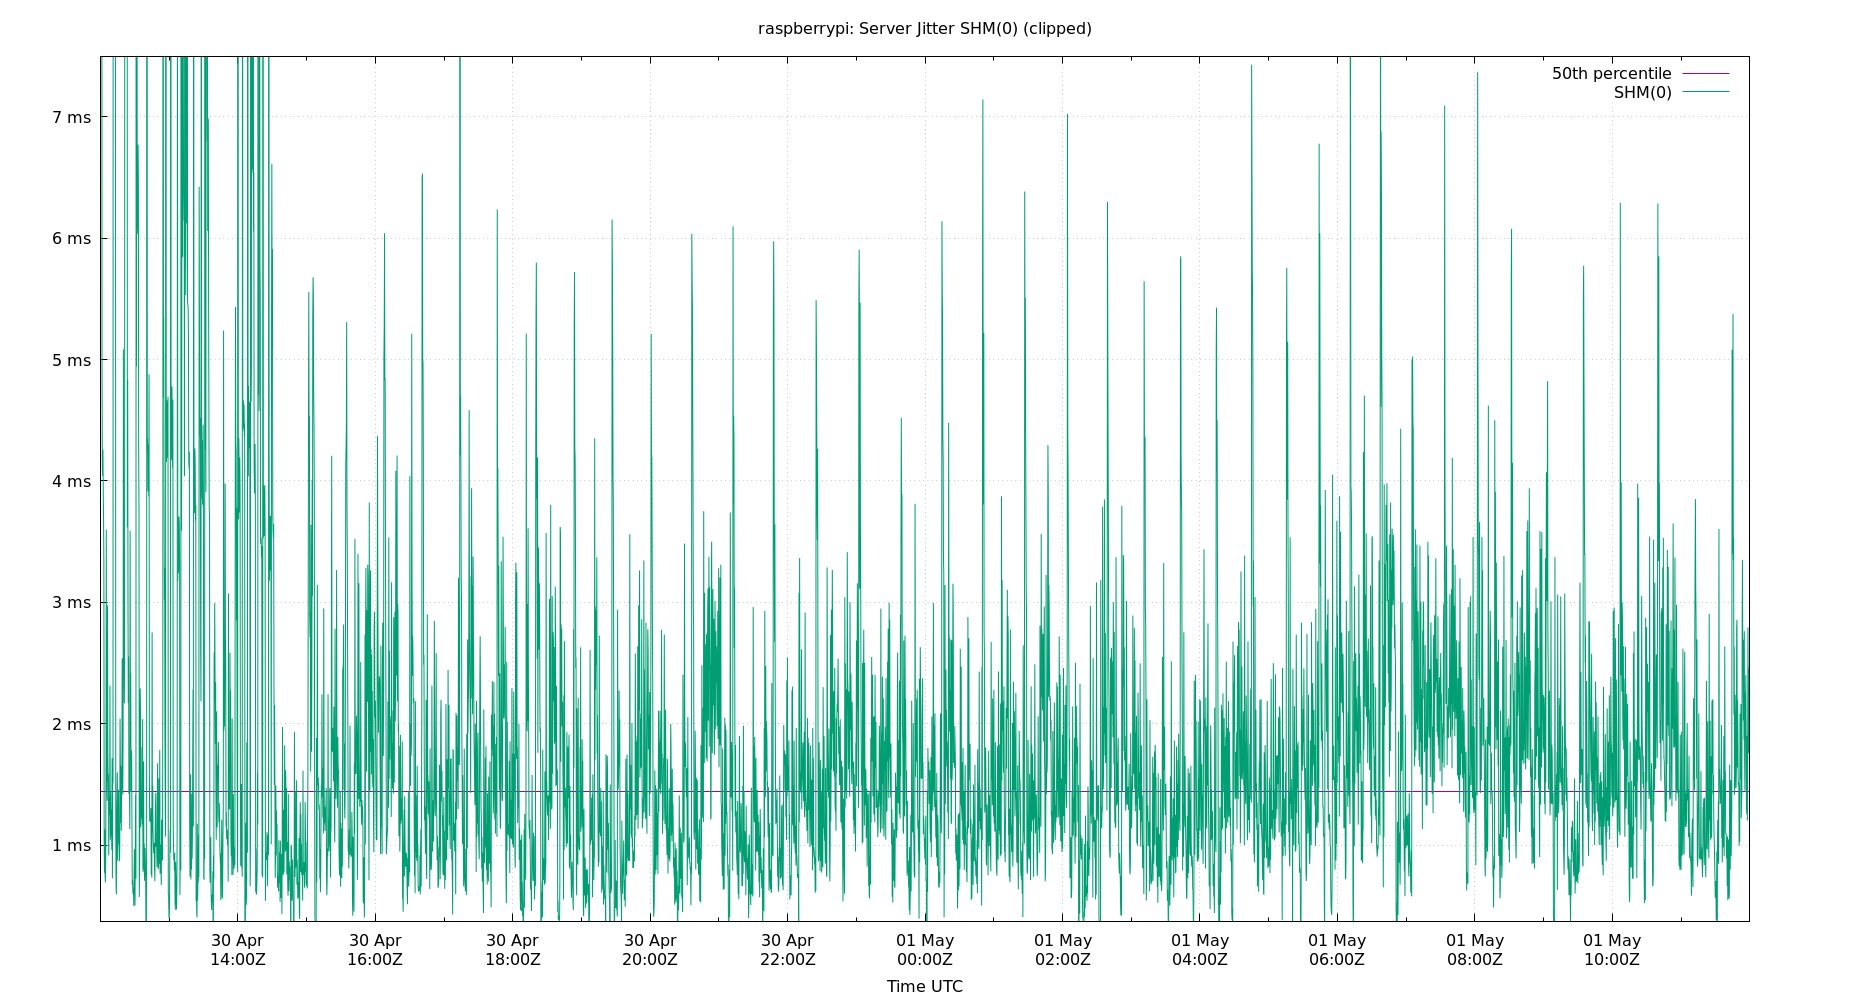 raspberrypi: Server Jitter SHM(0) (clipped)
50th percentile
SHM(0)
7 ms
6 ms
5 ms
4 ms
3 ms
2 ms
1 ms
30 Apr 30 Apr 30 Apr 30 Apr 30 Apr 01 May 01 May 01 May 01 May 01 May 01 May
14:00Z 16:00Z 18:00Z 20:00Z 22:00Z 00:00Z 02:00Z 04:00Z 06:00Z 08:00Z 10:00Z
Time UTC